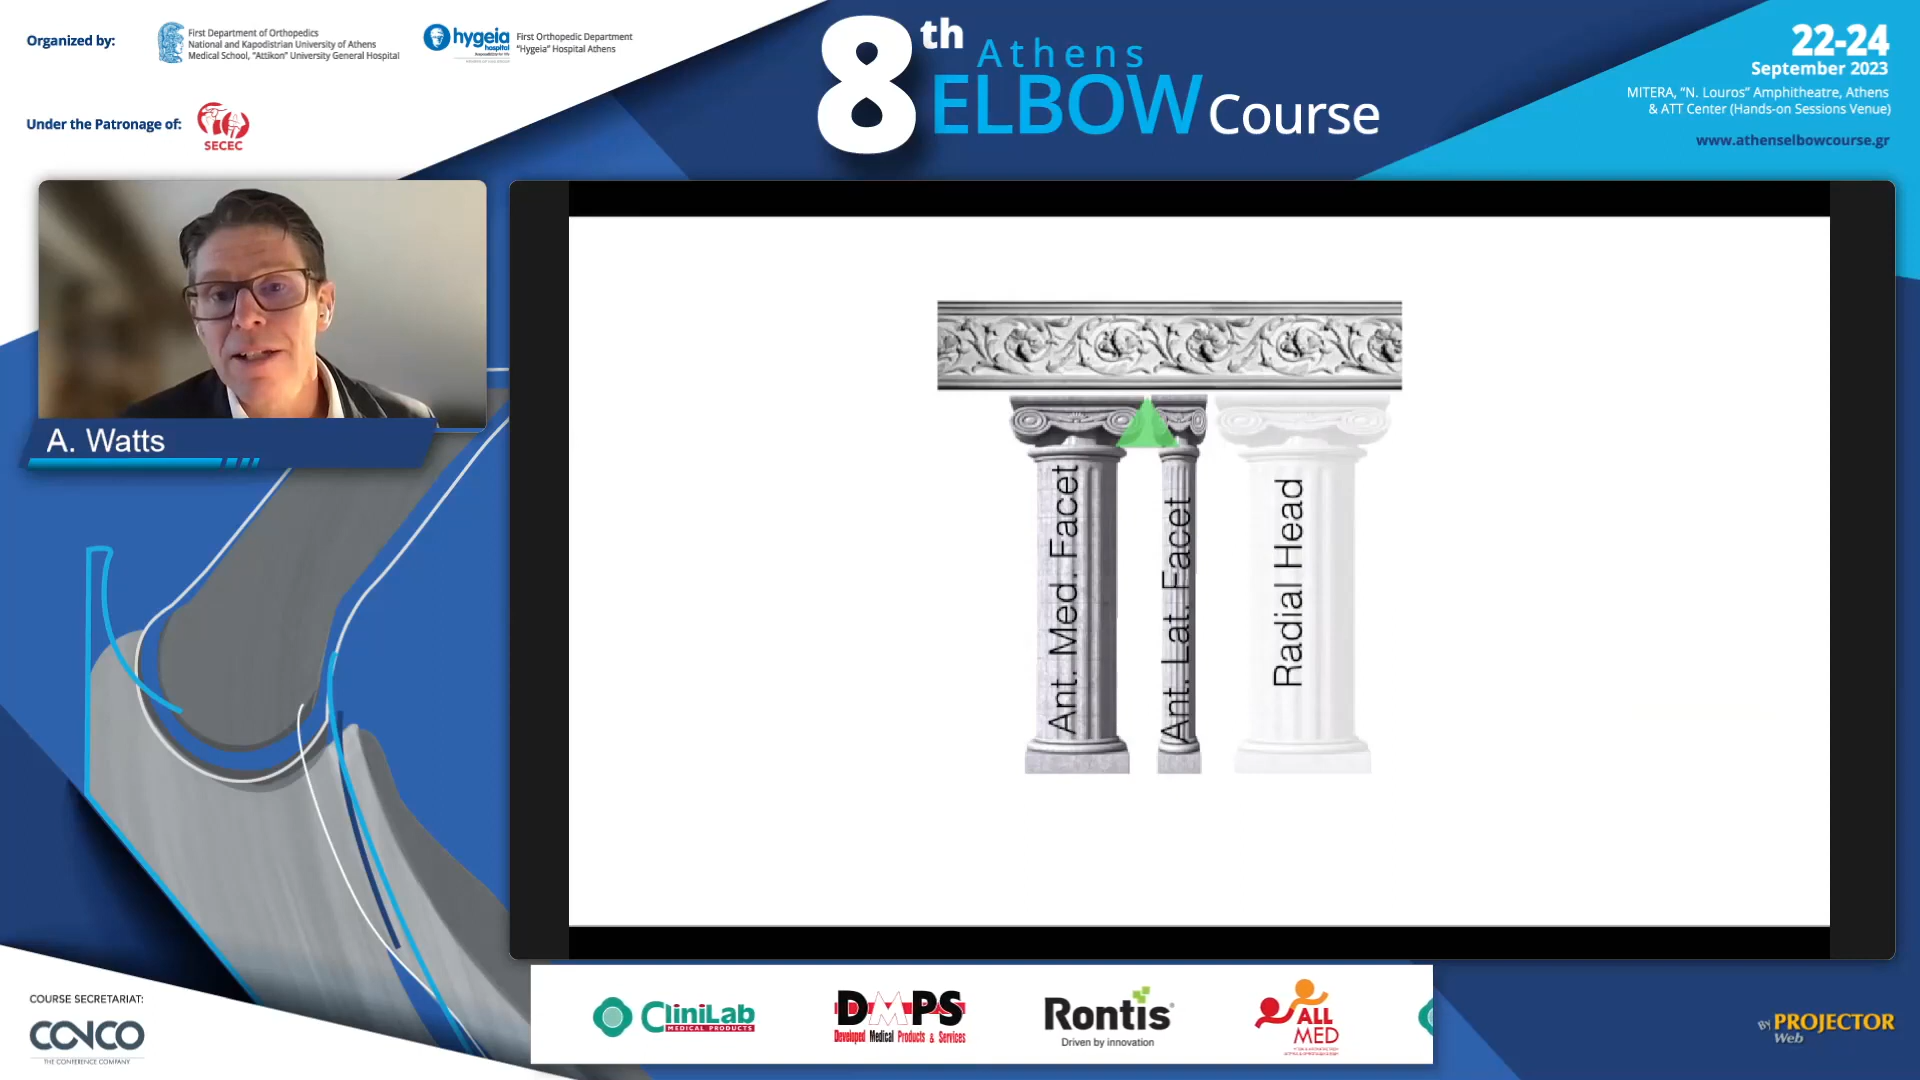 Organized by:
First Department of Orthopedics
National and Kapodistrian University of Athens
Medical School, "Attikon" University General Hospital
hygeia
hospital
First Orthopedic Department
"Hygeia" Hospital Athens
Under the Patronage of:
SECEC
8th Athens
ELBOW Course
22-24
September 2023
MITERA, "N. Louros" Amphitheatre, Athens
& ATT Center (Hands-on Sessions Venue)
www.athenselbowcourse.gr
A. Watts
Ant. Med. Facet
Ant. Lat. Facet
Radial Head
COURSE SECRETARIAT:
CONCO
THE CONFERENCE COMPANY
CliniLab
MEDICAL PRODUCTS
DMPS
Developed Medical Products & Services
Rontis®
Driven by innovation
ALL
MED
BY PROJECTOR
Web